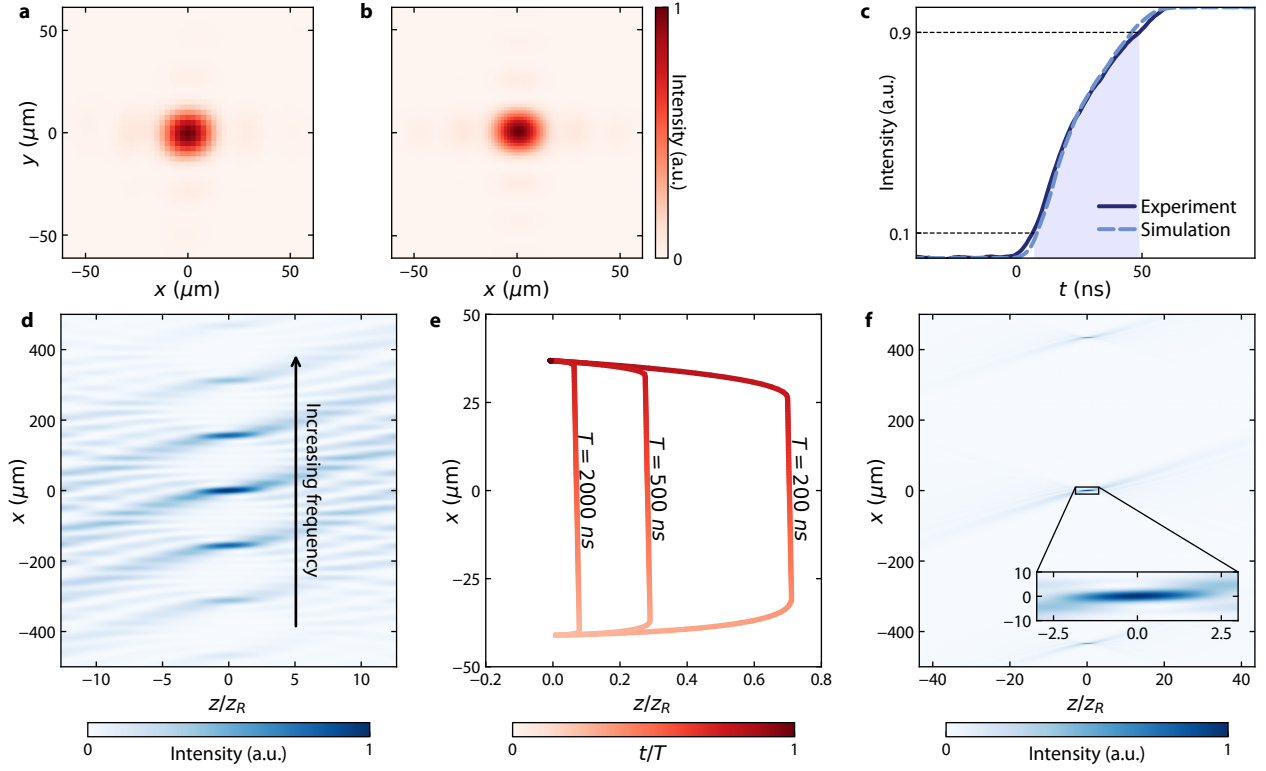 a
b
c
50
0
−50
y (μm)
−50
0
50
x (μm)
−50
0
50
x (μm)
1
0
Intensity (a.u.)
0.9
0.1
Intensity (a.u.)
Experiment
Simulation
0
50
t (ns)
d
e
f
400
200
0
−200
−400
x (μm)
−10
−5
0
5
10
z/z_R
Increasing frequency
0
1
Intensity (a.u.)
50
25
0
−25
−50
x (μm)
−0.2
0.0
0.2
0.4
0.6
0.8
z/z_R
T = 2000 ns
T = 5000 ns
T = 200 ns
0
1
t/T
400
200
0
−200
−400
x (μm)
10
0
−10
−2.5
0.0
2.5
−40
−20
0
20
40
z/z_R
0
1
Intensity (a.u.)